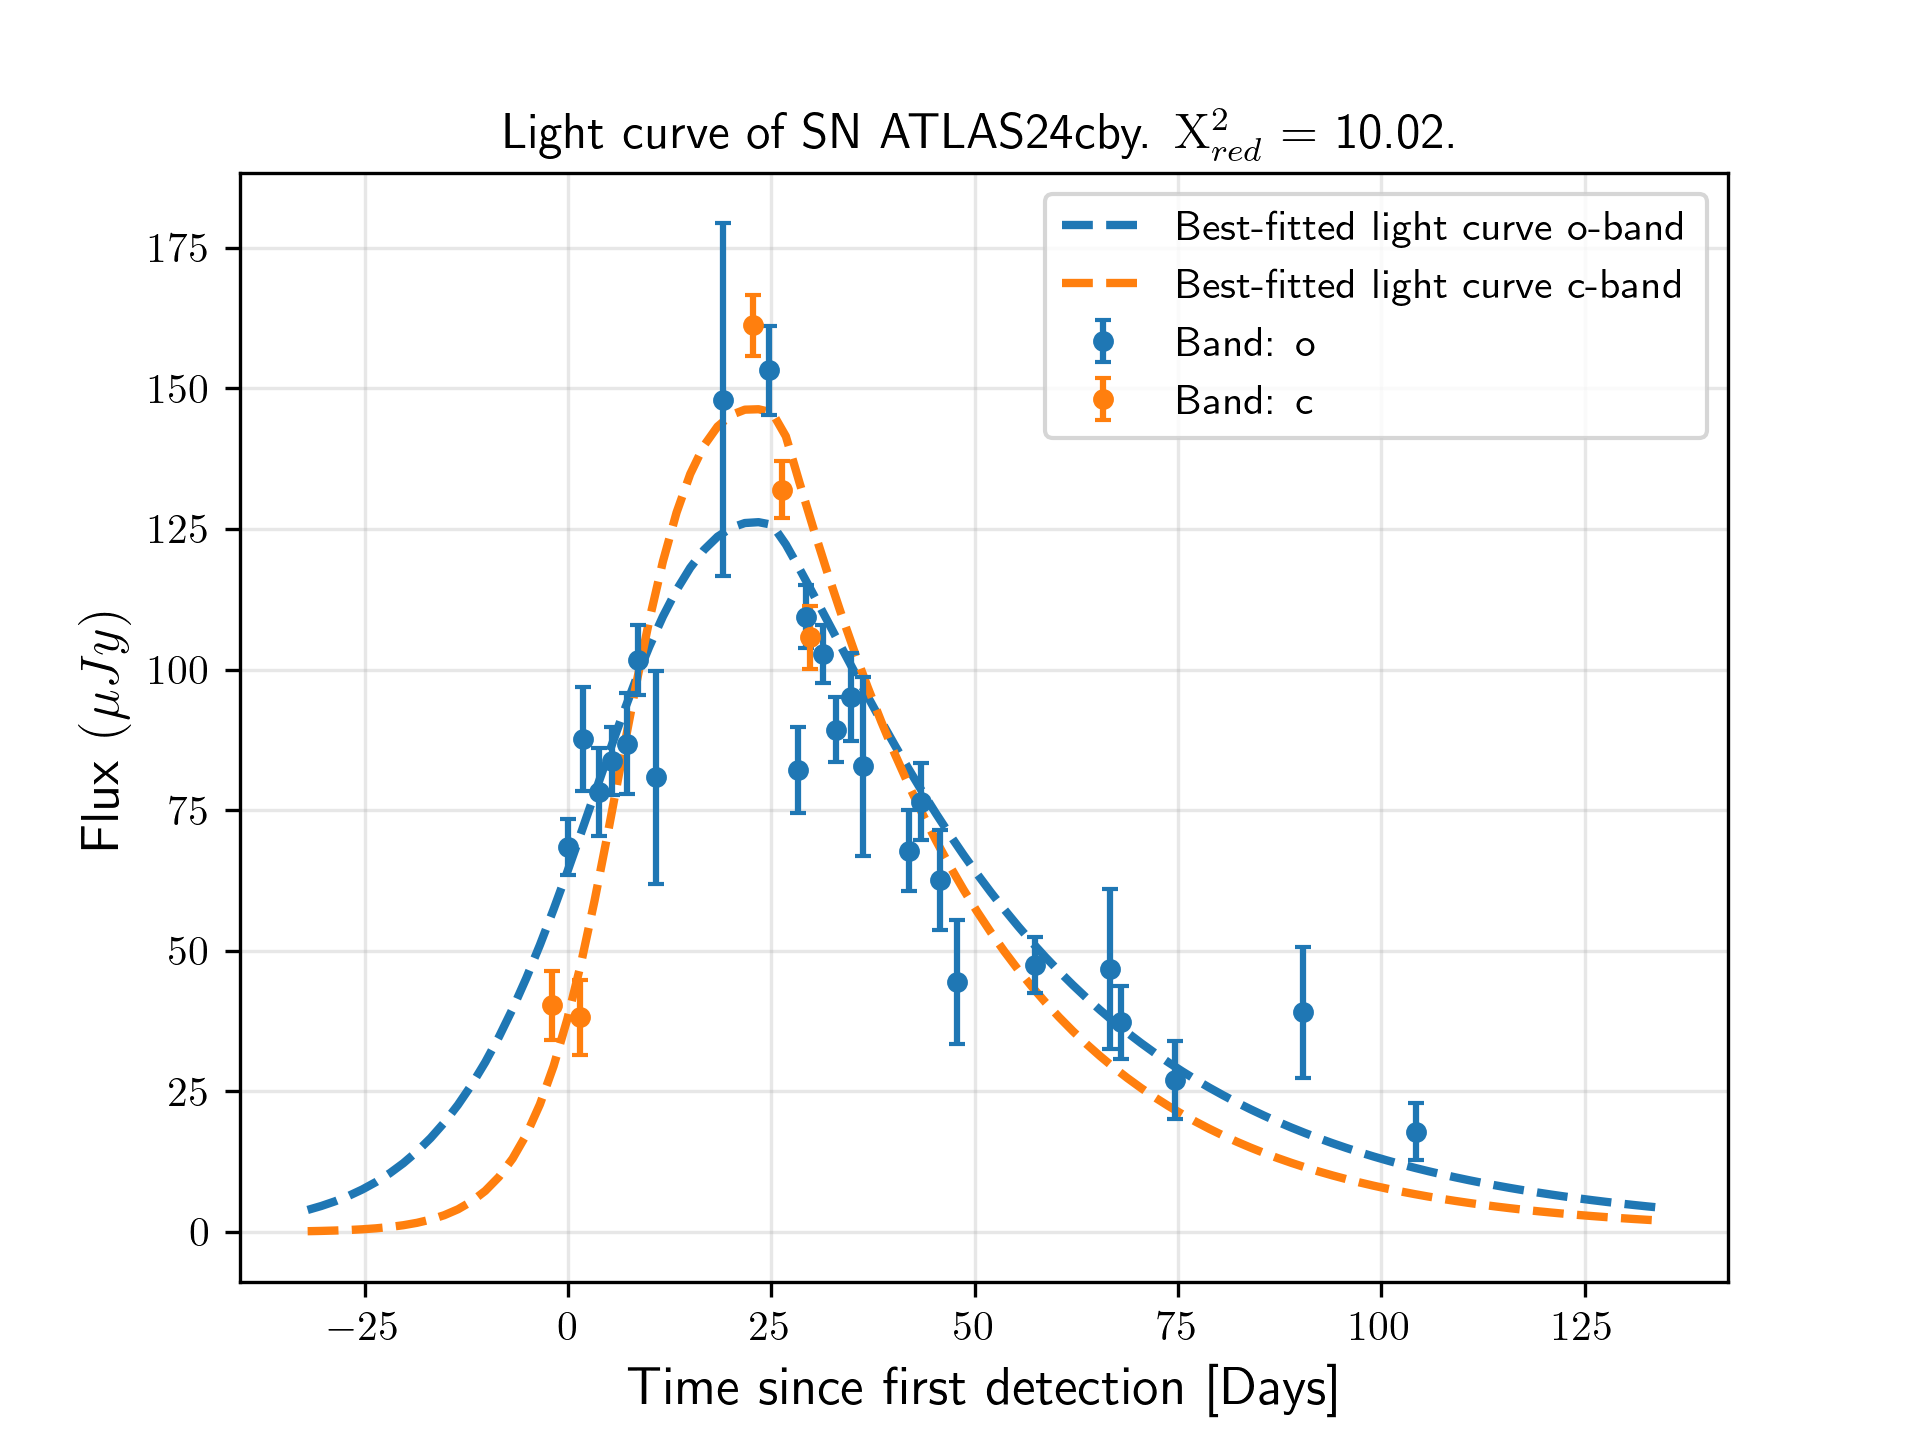 Light curve of SN ATLAS24cby. X²red = 10.02.
Best-fitted light curve o-band
Best-fitted light curve c-band
Band: o
Band: c
175
150
125
100
75
50
25
0
Flux (μJy)
−25 0 25 50 75 100 125
Time since first detection [Days]